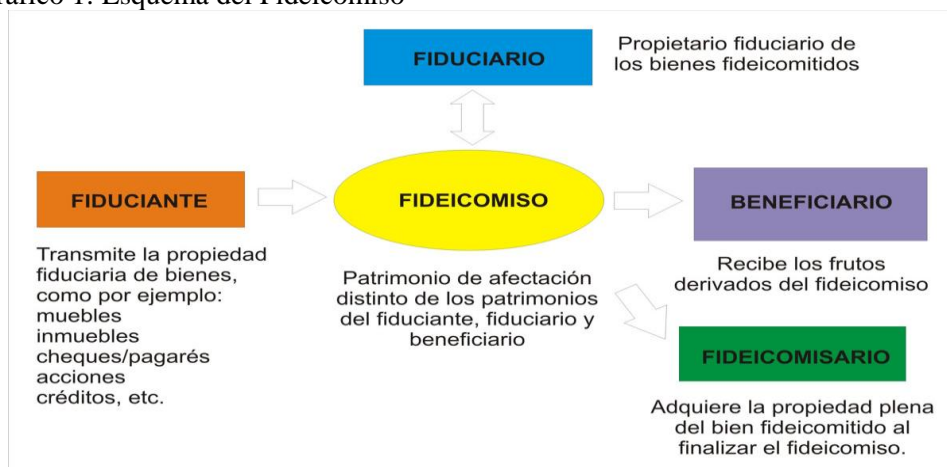 ráfico 1: Esquema del Fideicomiso
FIDUCIARIO
Propietario fiduciario de
los bienes fideicomitidos
FIDUCIANTE
Transmite la propiedad
fiduciaria de bienes,
como por ejemplo:
muebles
inmuebles
cheques/pagarés
acciones
créditos, etc.
FIDEICOMISO
Patrimonio de afectación
distinto de los patrimonios
del fiduciante, fiduciario y
beneficiario
BENEFICIARIO
Recibe los frutos
derivados del fideicomiso
FIDEICOMISARIO
Adquiere la propiedad plena
del bien fideicomitido al
finalizar el fideicomiso.